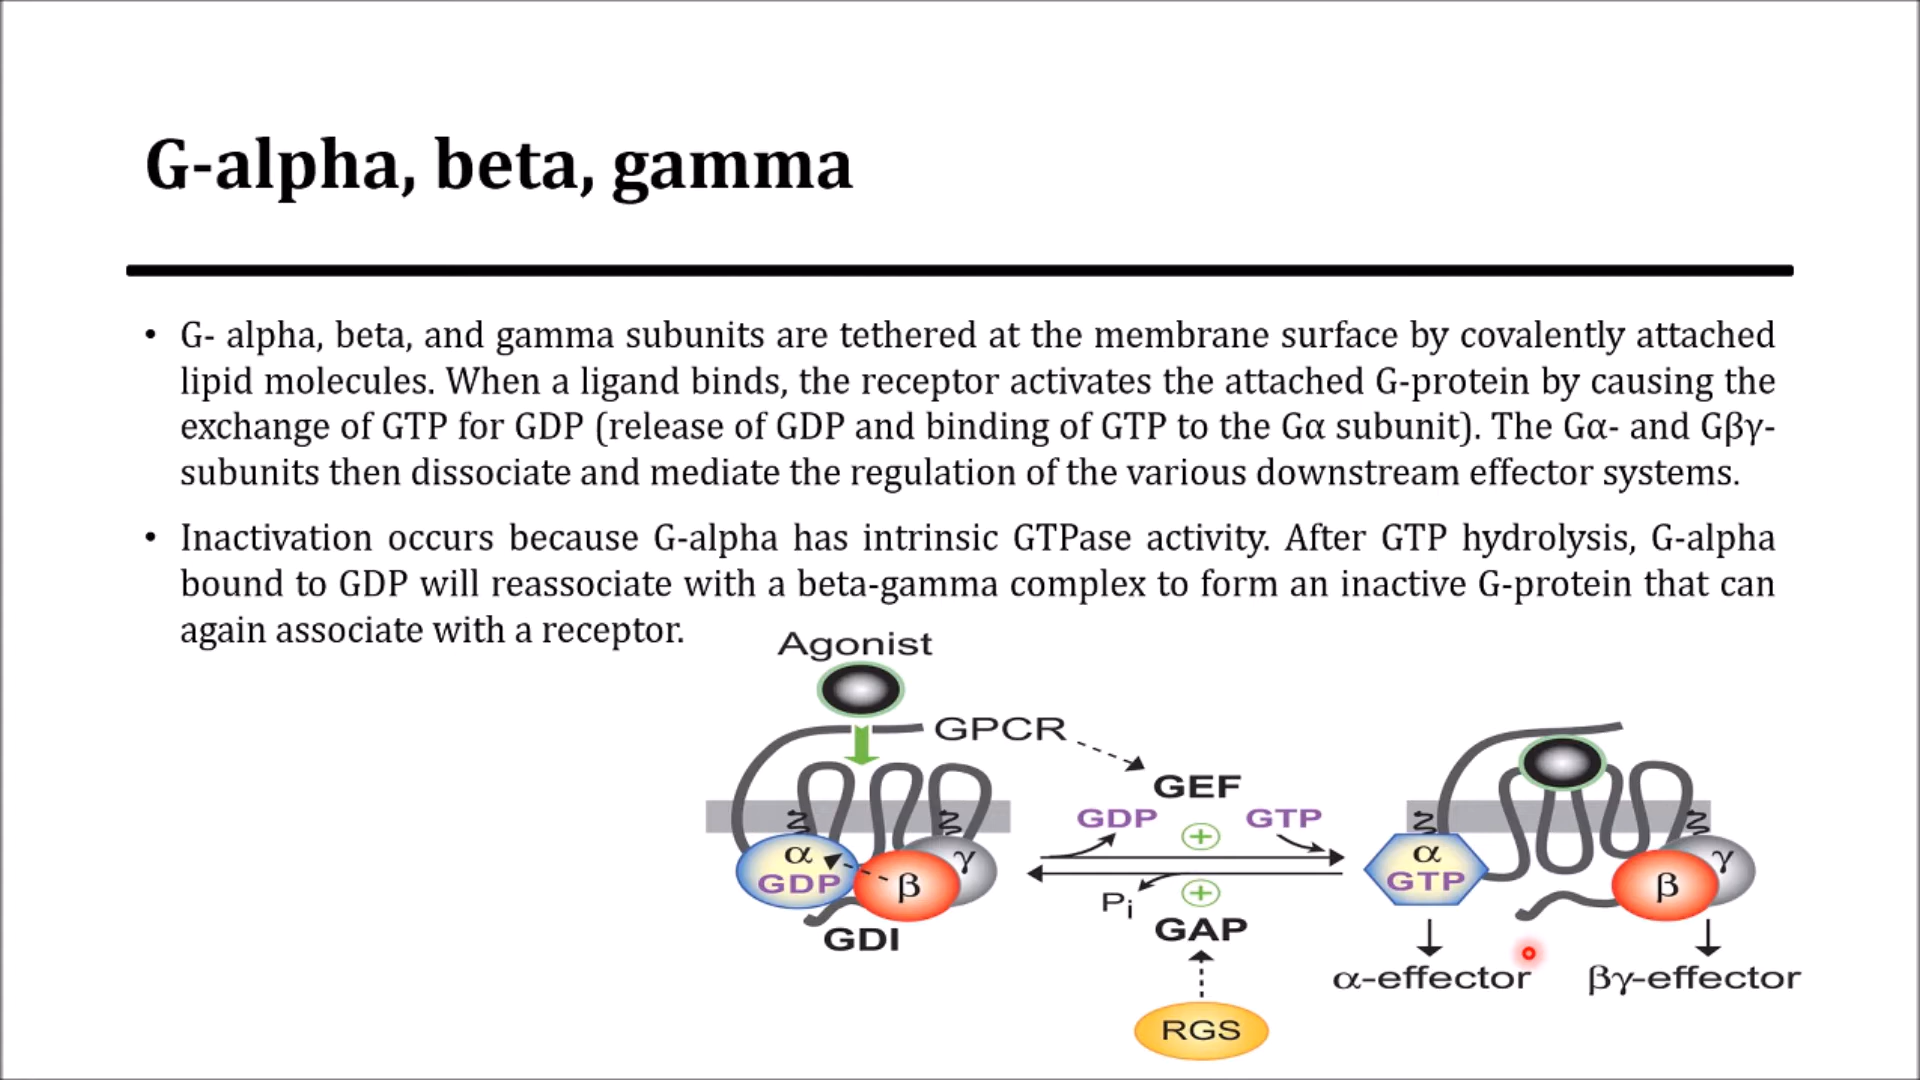 G-alpha, beta, gamma
• G- alpha, beta, and gamma subunits are tethered at the membrane surface by covalently attached
lipid molecules. When a ligand binds, the receptor activates the attached G-protein by causing the
exchange of GTP for GDP (release of GDP and binding of GTP to the Gα subunit). The Gα- and Gβγ-
subunits then dissociate and mediate the regulation of the various downstream effector systems.
• Inactivation occurs because G-alpha has intrinsic GTPase activity. After GTP hydrolysis, G-alpha
bound to GDP will reassociate with a beta-gamma complex to form an inactive G-protein that can
again associate with a receptor.
Agonist
GPCR
GEF
GDP
GTP
+
α
GDP
β
γ
GDI
Pi
+
GAP
RGS
α
GTP
β
γ
α-effector
βγ-effector